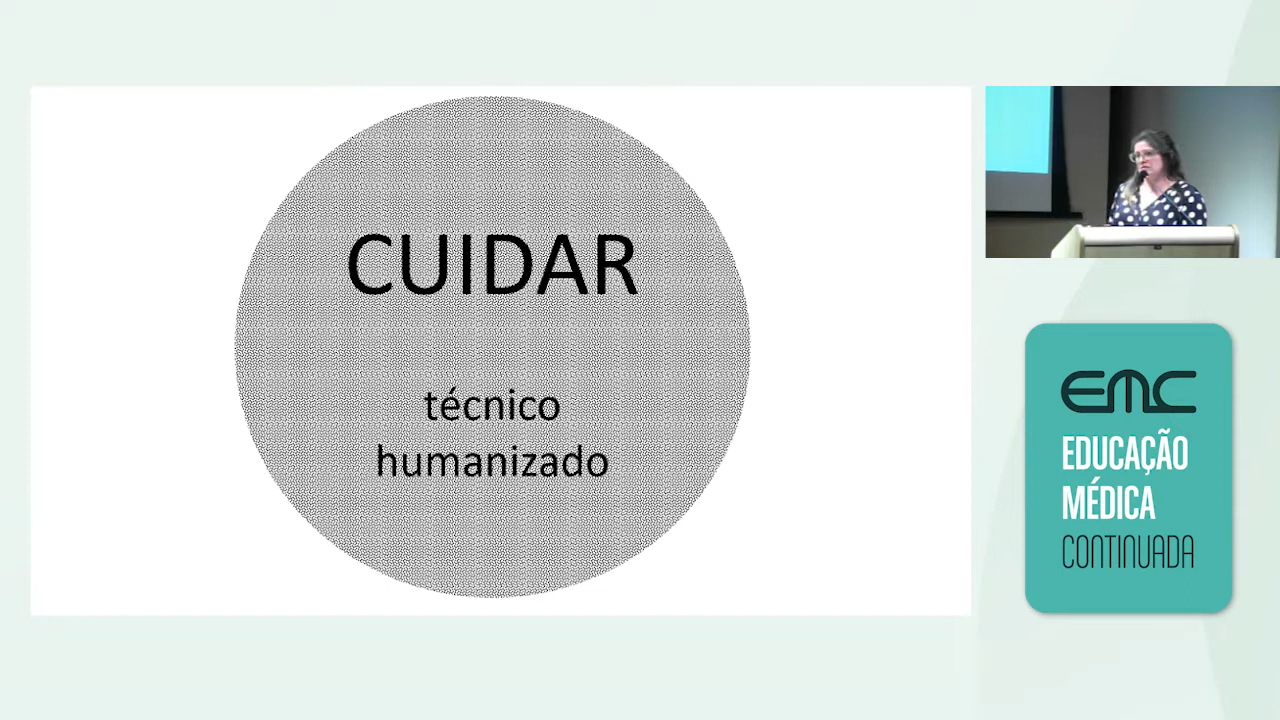 CUIDAR
técnico
humanizado
EMC
EDUCAÇÃO
MÉDICA
CONTINUADA